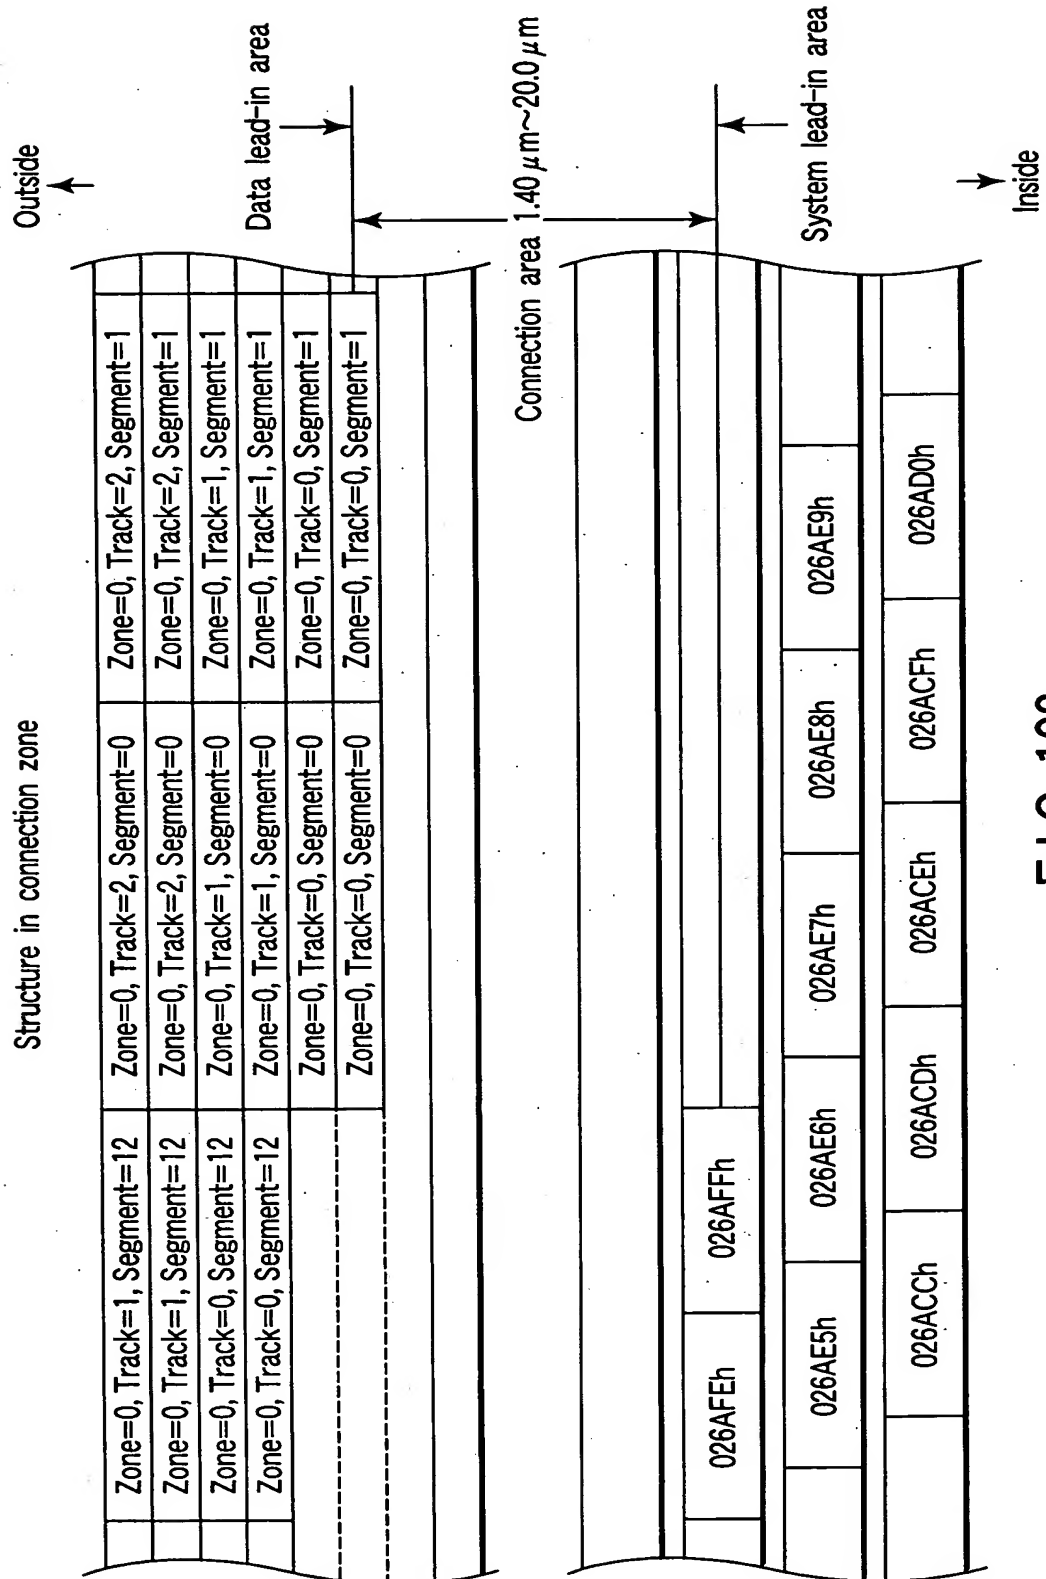 Structure in connection zone
Outside
Zone=0, Track=1, Segment=12 Zone=0, Track=2, Segment=0 Zone=0, Track=2, Segment=1
Zone=0, Track=1, Segment=12 Zone=0, Track=2, Segment=0 Zone=0, Track=2, Segment=1
Zone=0, Track=0, Segment=12 Zone=0, Track=1, Segment=0 Zone=0, Track=1, Segment=1
Zone=0, Track=0, Segment=12 Zone=0, Track=1, Segment=0 Zone=0, Track=1, Segment=1
Zone=0, Track=0, Segment=0 Zone=0, Track=0, Segment=1
Zone=0, Track=0, Segment=0 Zone=0, Track=0, Segment=1
Data lead-in area
Connection area 1.40 μm~20.0 μm
026AFEh 026AFFh
System lead-in area
026AE5h 026AE6h 026AE7h 026AE8h 026AE9h
026ACCh 026ACDh 026ACEh 026ACFh 026AD0h
Inside